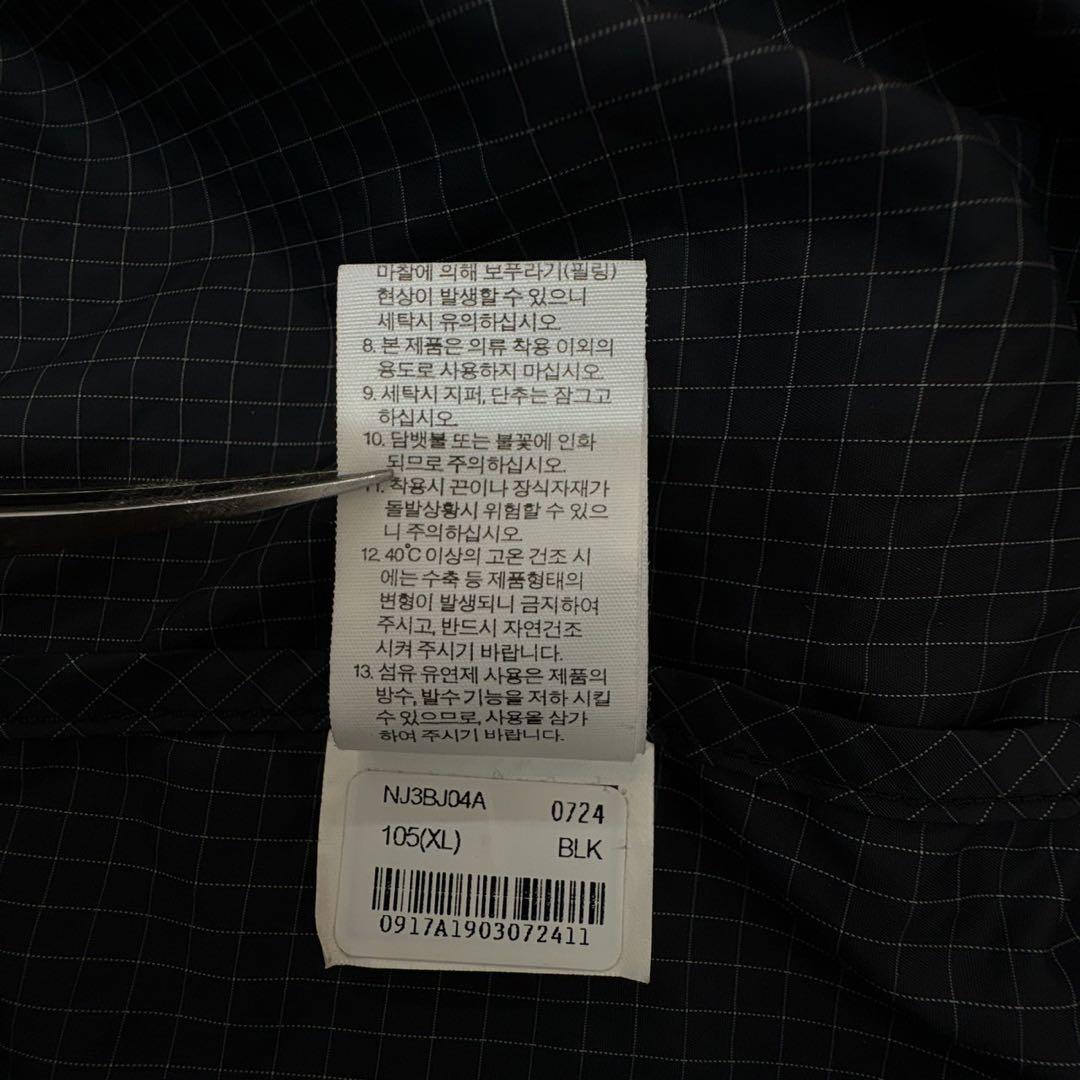 마찰에 의해 보푸라기(필링)
현상이 발생할 수 있으니
세탁시 유의하십시오.
8. 본 제품은 의류 착용 이외의
용도로 사용하지 마십시오.
9. 세탁시 지퍼, 단추는 잠그고
하십시오.
10. 담뱃불 또는 불꽃에 인화
되므로 주의하십시오.
11. 착용시 끈이나 장식자재가
돌발상황시 위험할 수 있으
니 주의하십시오.
12. 40℃ 이상의 고온 건조 시
에는 수축 등 제품형태의
변형이 발생되니 금지하여
주시고, 반드시 자연건조
시켜 주시기 바랍니다.
13. 섬유 유연제 사용은 제품의
방수, 발수 기능을 저하 시킬
수 있으므로, 사용을 삼가
하여 주시기 바랍니다.
NJ3BJ04A 0724
105(XL) BLK
0917A1903072411